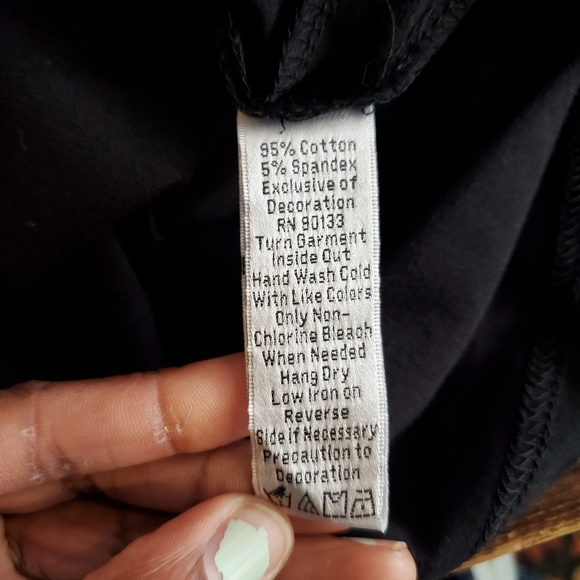 95% Cotton
5% Spandex
Exclusive of
Decoration
RN 90133
Turn Garment
Inside Out
Hand Wash Cold
With Like Colors
Only Non-
Chlorine Bleach
When Needed
Hang Dry
Low Iron on
Reverse
Side if Necessary
Precaution to
Decoration